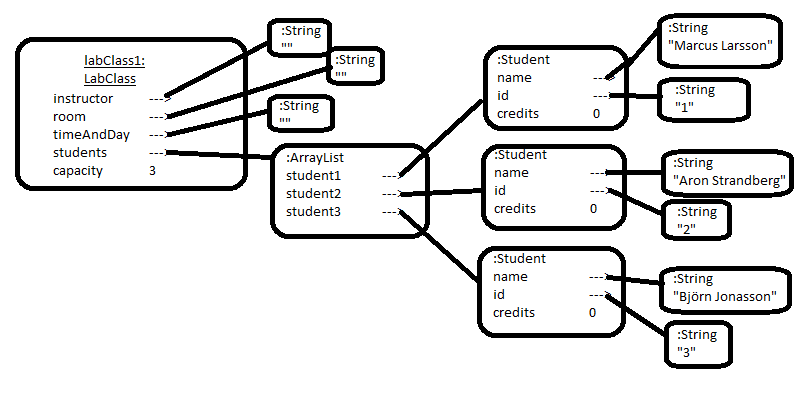 labClass1:
LabClass
instructor --->
room --->
timeAndDay --->
students --->
capacity 3
:String
""
:String
""
:String
""
:ArrayList
student1 --->
student2 --->
student3 --->
:Student
name --->
id --->
credits 0
:String
"Marcus Larsson"
:String
"1"
:Student
name --->
id --->
credits 0
:String
"Aron Strandberg"
:String
"2"
:Student
name --->
id --->
credits 0
:String
"Björn Jonasson"
:String
"3"